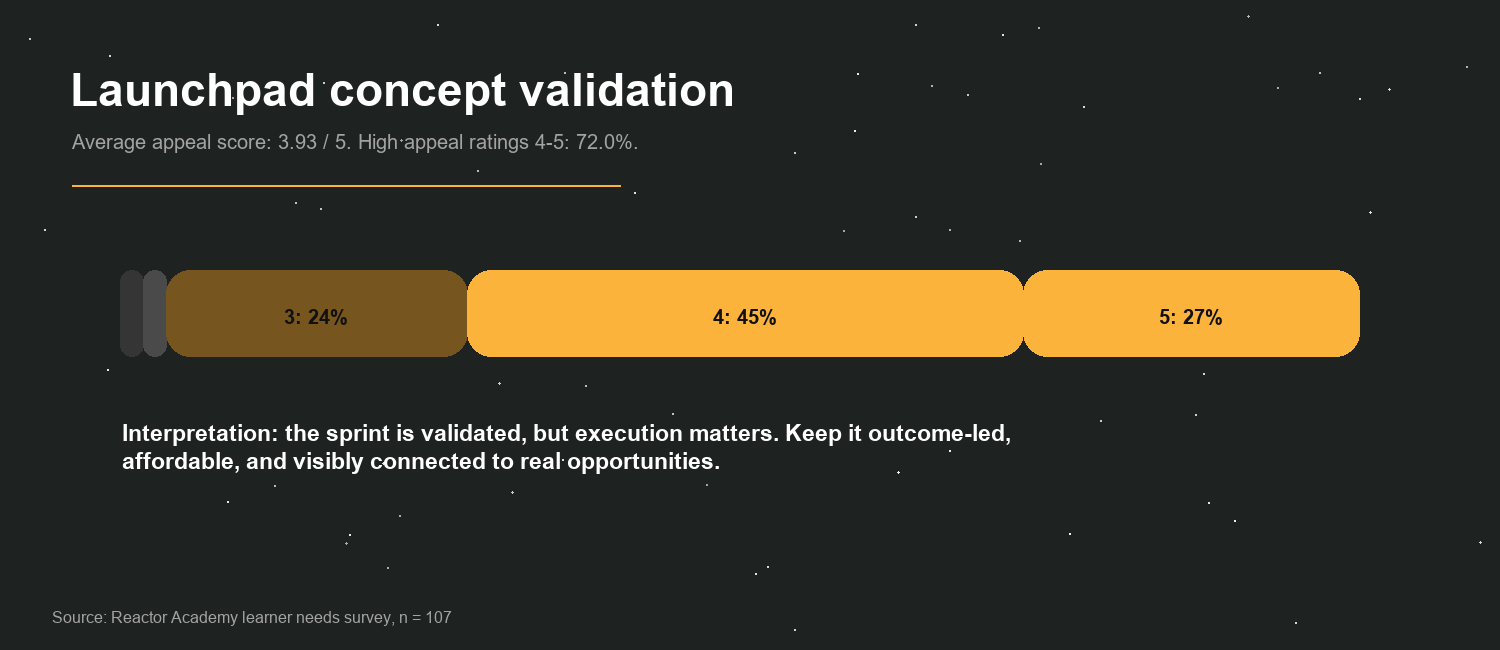 Launchpad concept validation
Average appeal score: 3.93 / 5. High appeal ratings 4-5: 72.0%.
3: 24%
4: 45%
5: 27%
Interpretation: the sprint is validated, but execution matters. Keep it outcome-led,
affordable, and visibly connected to real opportunities.
Source: Reactor Academy learner needs survey, n = 107